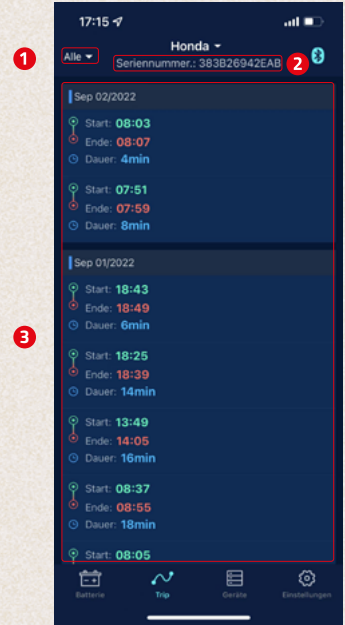 17:15
Honda
1
Alle
Seriennummer.: 383B26942EAB
2
Sep 02/2022
Start: 08:03
Ende: 08:07
Dauer: 4min
Start: 07:51
Ende: 07:59
Dauer: 8min
Sep 01/2022
Start: 18:43
Ende: 18:49
Dauer: 6min
3
Start: 18:25
Ende: 18:39
Dauer: 14min
Start: 13:49
Ende: 14:05
Dauer: 16min
Start: 08:37
Ende: 08:55
Dauer: 18min
Start: 08:05
Batterie Trip Geräte Einstellungen